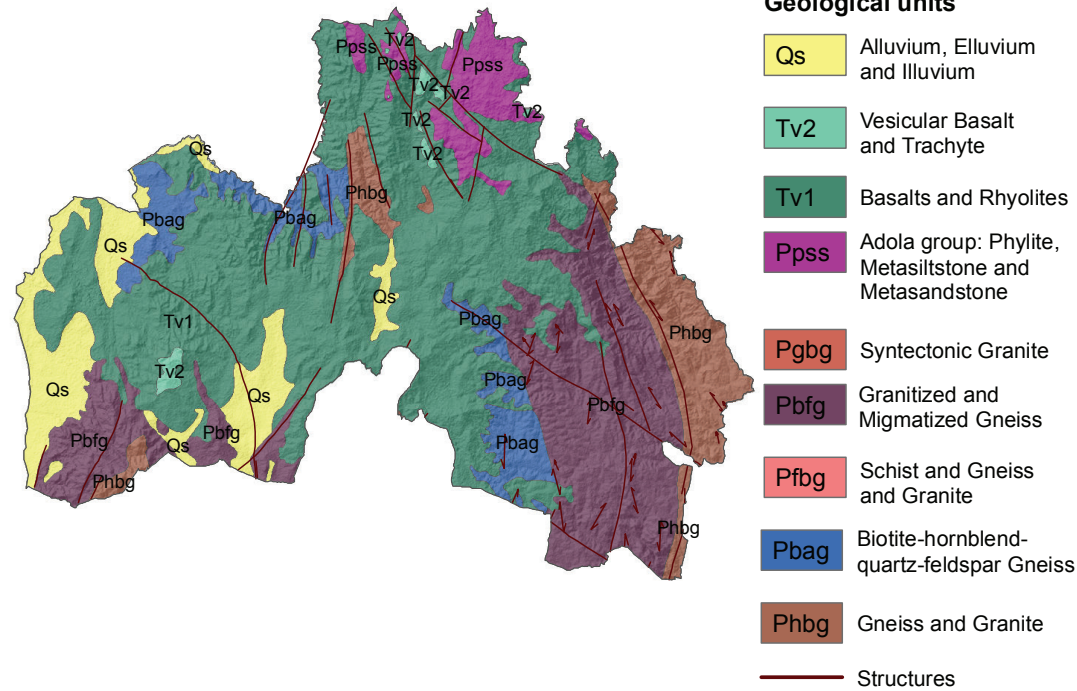 Geological units
Qs
Alluvium, Elluvium
and Illuvium
Tv2
Vesicular Basalt
and Trachyte
Tv1
Basalts and Rhyolites
Ppss
Adola group: Phylite,
Metasiltstone and
Metasandstone
Pgbg
Syntectonic Granite
Pbfg
Granitized and
Migmatized Gneiss
Pfbg
Schist and Gneiss
and Granite
Pbag
Biotite-hornblend-
quartz-feldspar Gneiss
Phbg
Gneiss and Granite
Structures
Ppss
Tv2
Ppss
Ppss
Tv2
Tv2
Tv2
Tv2
Tv2
Qs
Phbg
Pbag
Pbag
Qs
Qs
Tv1
Pbag
Phbg
Tv2
Pbag
Qs
Qs
Pbfg
Pbfg
Pbfg
Qs
Pbag
Phbg
Phbg